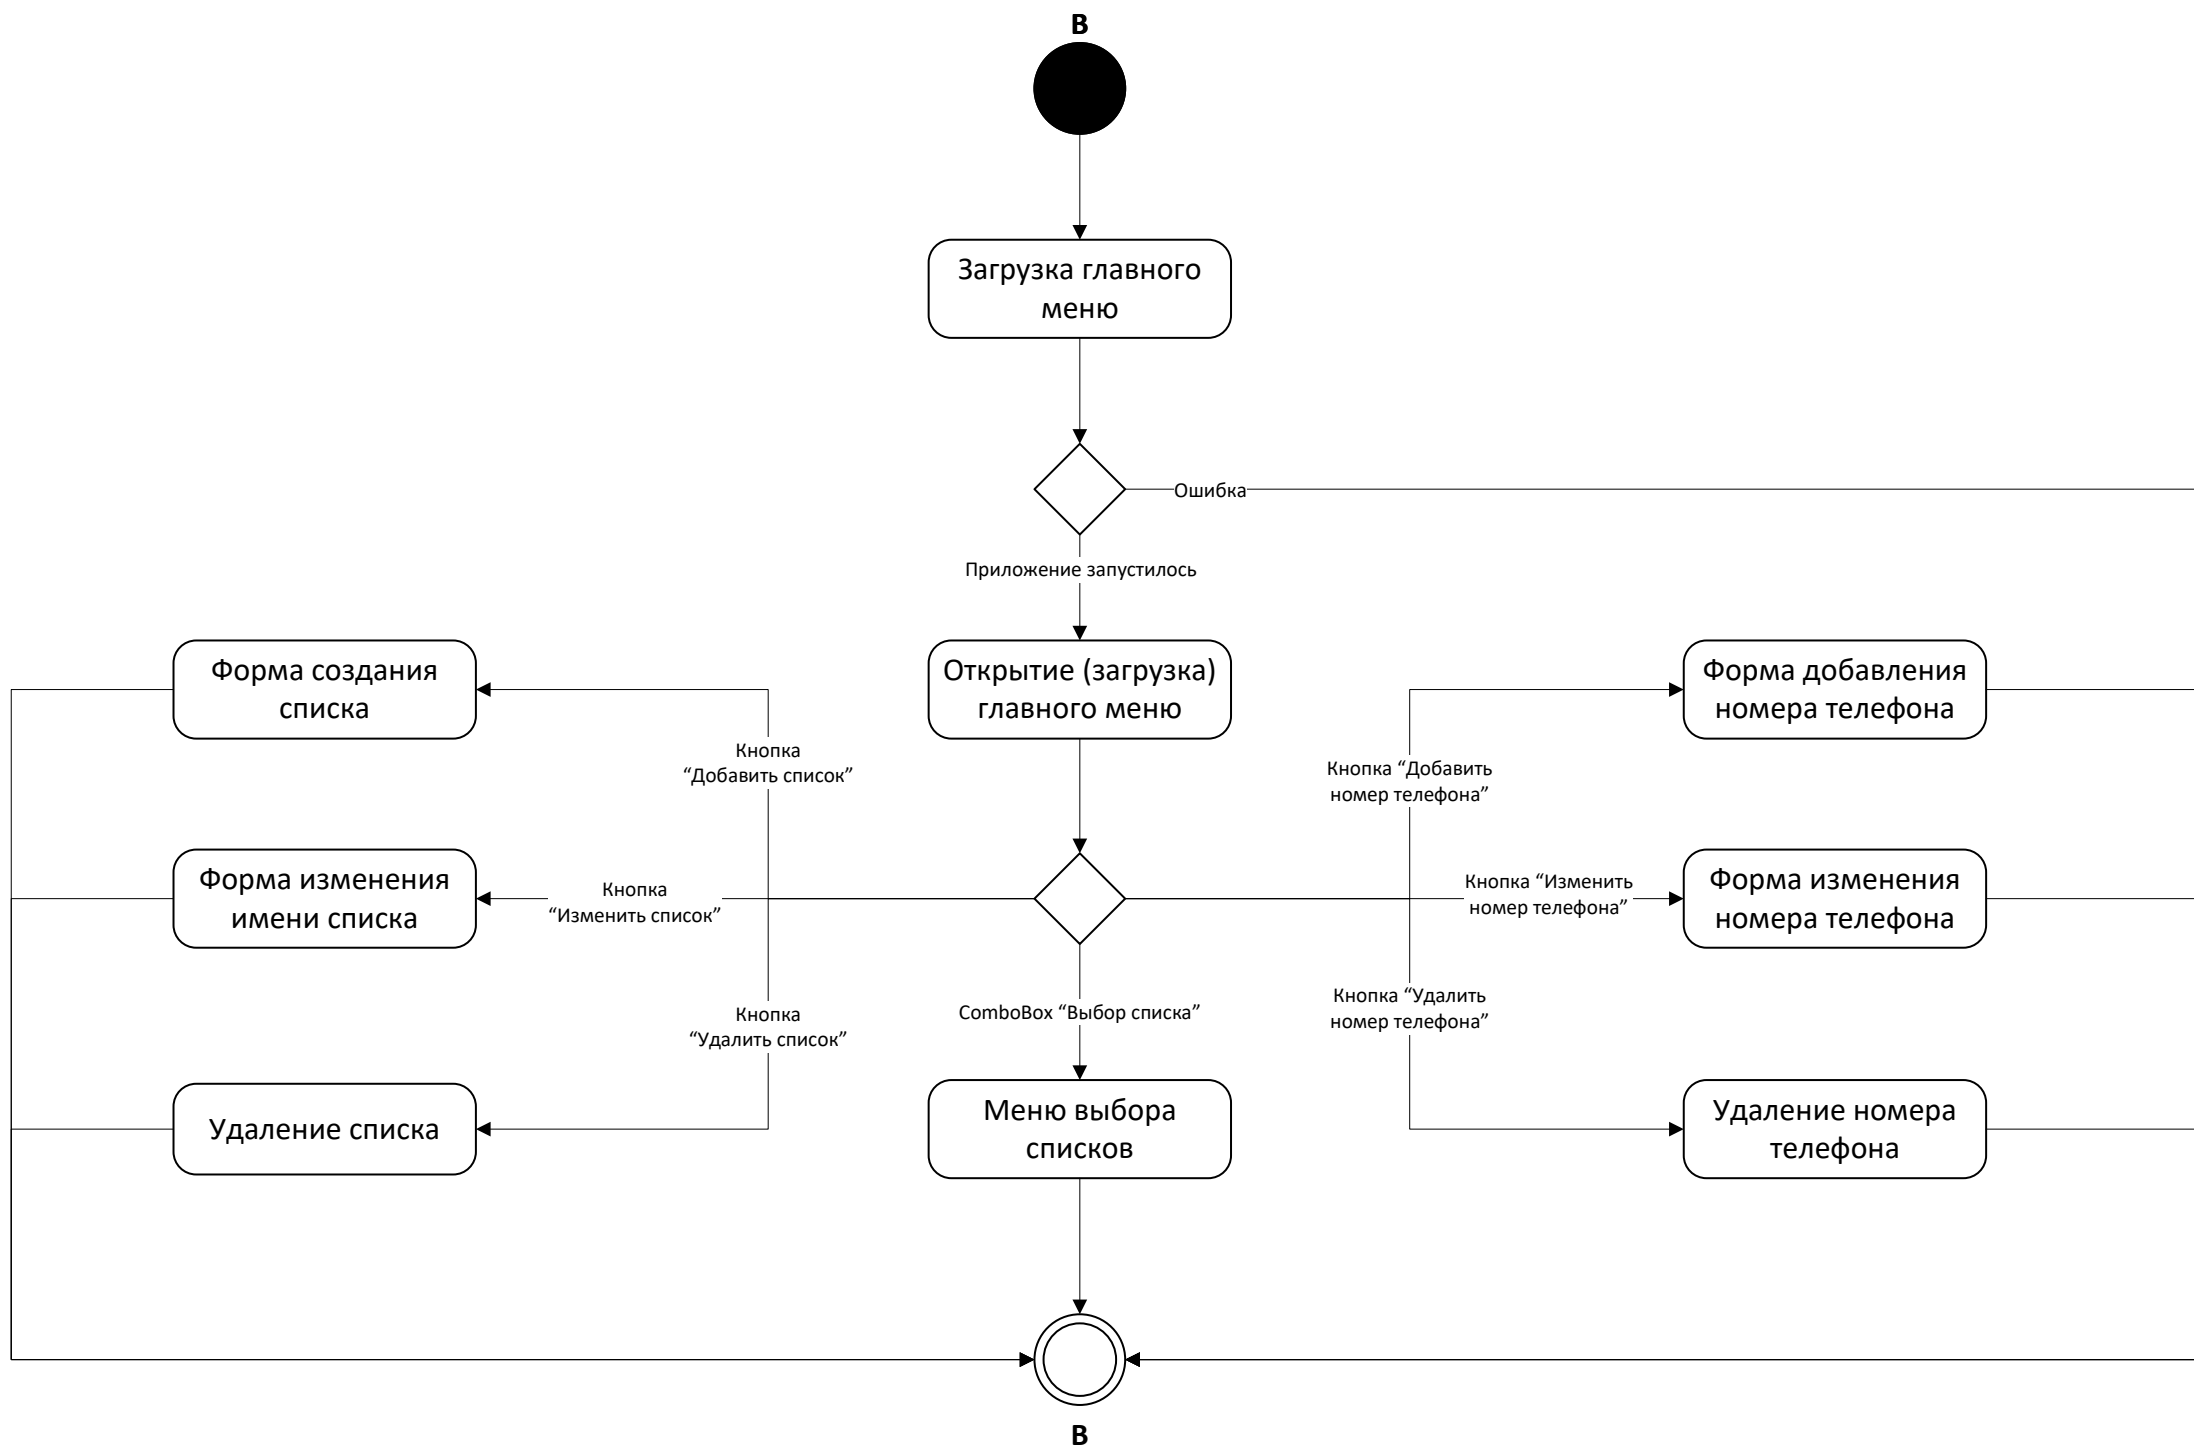 В
Загрузка главного
меню
Ошибка
Приложение запустилось
Форма создания
списка
Открытие (загрузка)
главного меню
Форма добавления
номера телефона
Кнопка
“Добавить список”
Кнопка “Добавить
номер телефона”
Форма изменения
имени списка
Кнопка
“Изменить список”
Кнопка “Изменить
номер телефона”
Форма изменения
номера телефона
Кнопка
“Удалить список”
ComboBox “Выбор списка”
Кнопка “Удалить
номер телефона”
Удаление списка
Меню выбора
списков
Удаление номера
телефона
В